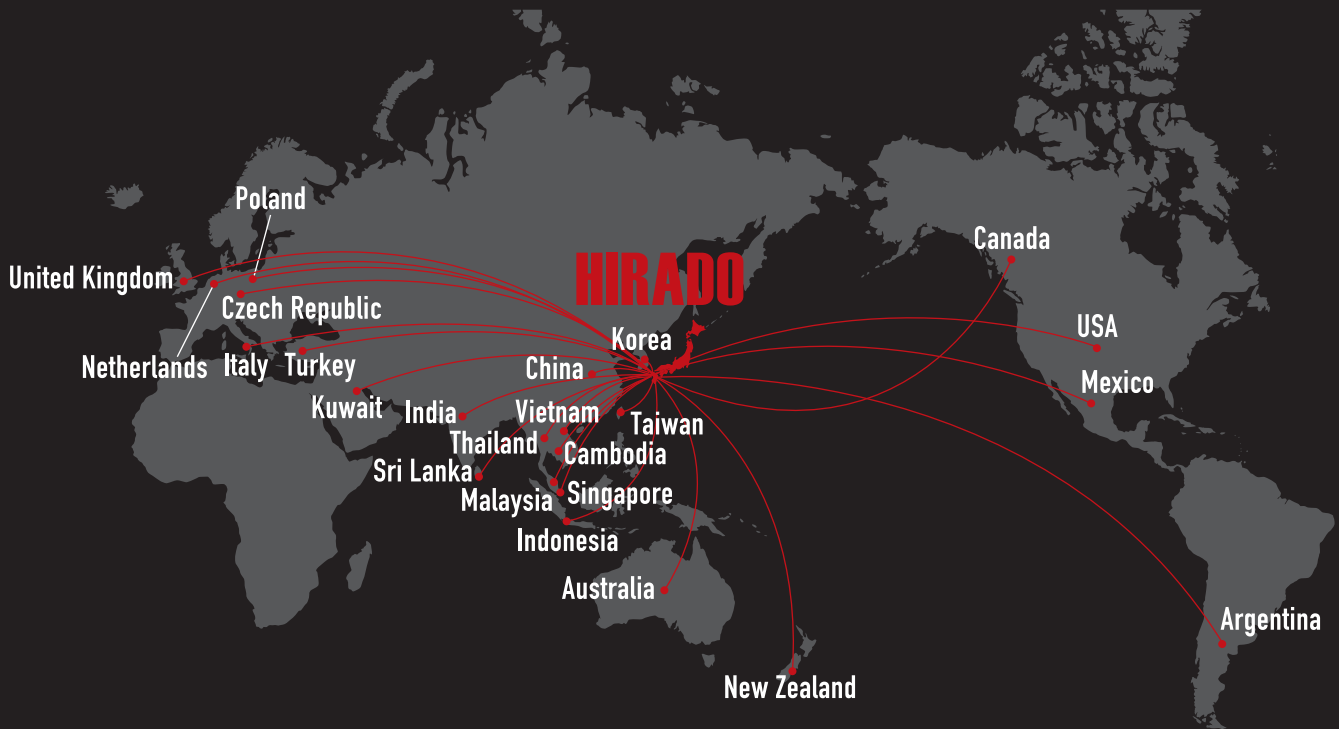 Poland
Canada
United Kingdom
HIRADO
Czech Republic
USA
Korea
Netherlands
Italy
Turkey
China
Mexico
Kuwait
India
Vietnam
Taiwan
Thailand
Cambodia
Sri Lanka
Malaysia
Singapore
Indonesia
Australia
Argentina
New Zealand